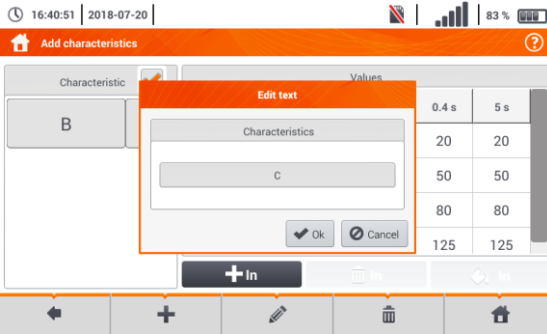 16:40:51 2018-07-20 83 %
Add characteristics ?
Characteristic Values
Edit text
0.4 s 5 s
B
Characteristics
20 20
C
50 50
80 80
Ok Cancel
125 125
In In In